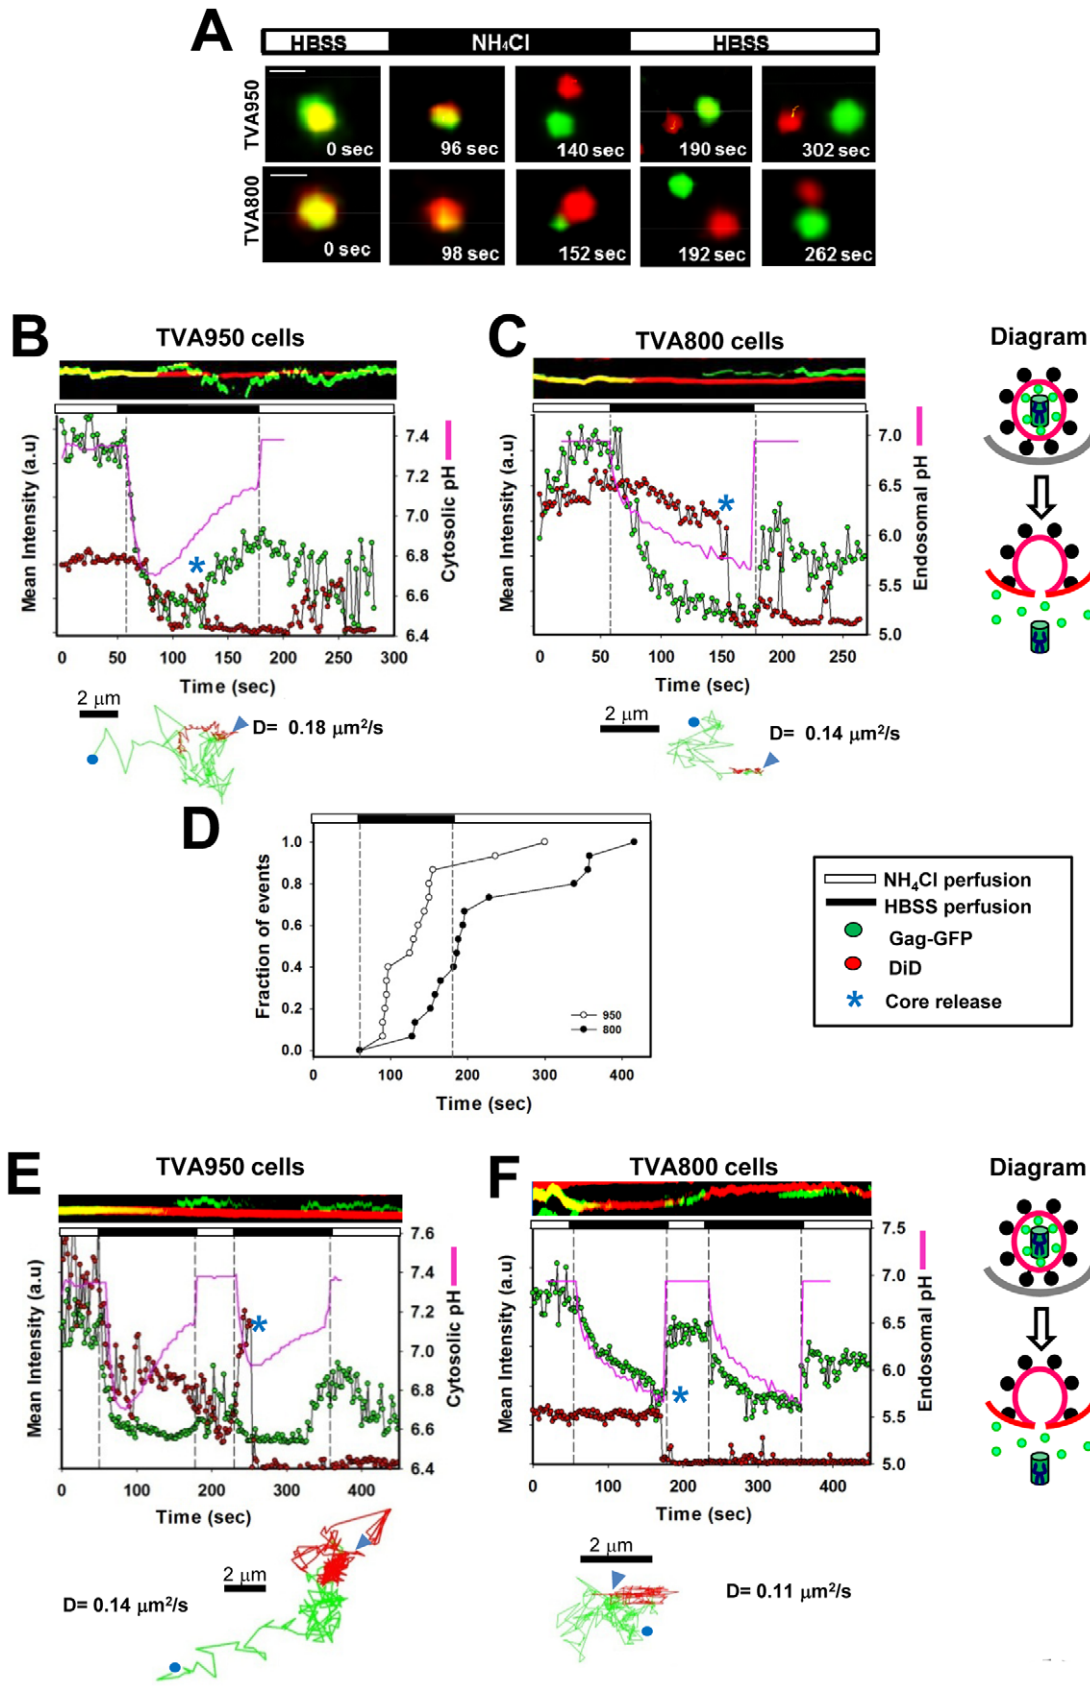 A
HBSS NH₄Cl HBSS
TVA950
0 sec 96 sec 140 sec 190 sec 302 sec
TVA800
0 sec 98 sec 152 sec 192 sec 262 sec
B
TVA950 cells
Mean Intensity (a.u)
7.4
7.2
7.0
6.8
6.6
6.4
Cytosolic pH
0 50 100 150 200 250 300
Time (sec)
2 µm
D= 0.18 µm²/s
C
TVA800 cells
Mean Intensity (a.u)
7.0
6.5
6.0
5.5
5.0
Endosomal pH
0 50 100 150 200 250
Time (sec)
2 µm
D= 0.14 µm²/s
Diagram
D
Fraction of events
1.0
0.8
0.6
0.4
0.2
0.0
950
800
0 100 200 300 400
Time (sec)
NH₄Cl perfusion
HBSS perfusion
Gag-GFP
DiD
* Core release
E
TVA950 cells
Mean Intensity (a.u)
7.6
7.4
7.2
7.0
6.8
6.6
6.4
Cytosolic pH
0 100 200 300 400
Time (sec)
2 µm
D= 0.14 µm²/s
F
TVA800 cells
Mean Intensity (a.u)
7.5
7.0
6.5
6.0
5.5
5.0
Endosomal pH
0 100 200 300 400
Time (sec)
2 µm
D= 0.11 µm²/s
Diagram